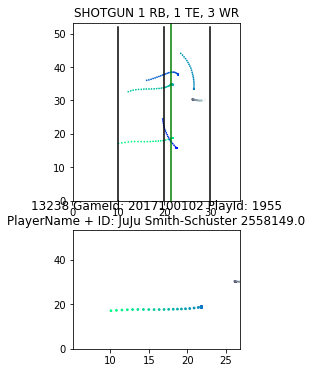 SHOTGUN 1 RB, 1 TE, 3 WR
50
40
30
20
10
0
0 10 20 30
13238 GameId: 2017100102 PlayId: 1955
PlayerName + ID: JuJu Smith-Schuster 2558149.0
40
20
0
10 15 20 25